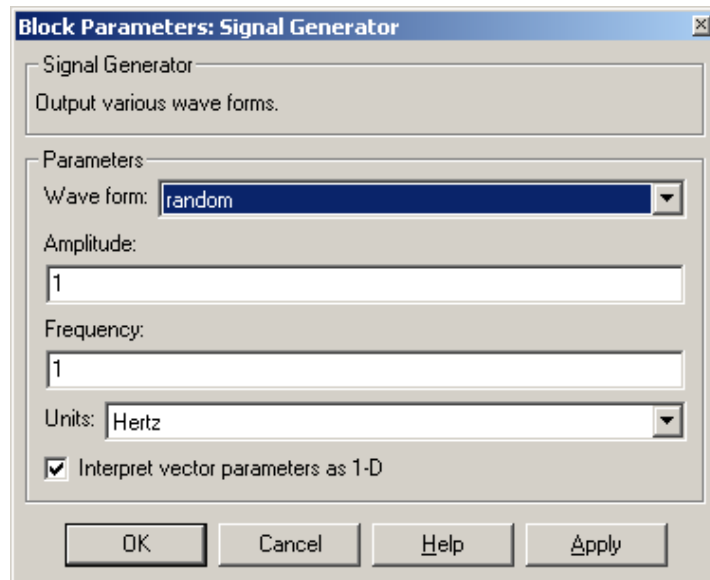 Block Parameters: Signal Generator
Signal Generator
Output various wave forms.
Parameters
Wave form: random
Amplitude:
1
Frequency:
1
Units: Hertz
Interpret vector parameters as 1-D
OK Cancel Help Apply